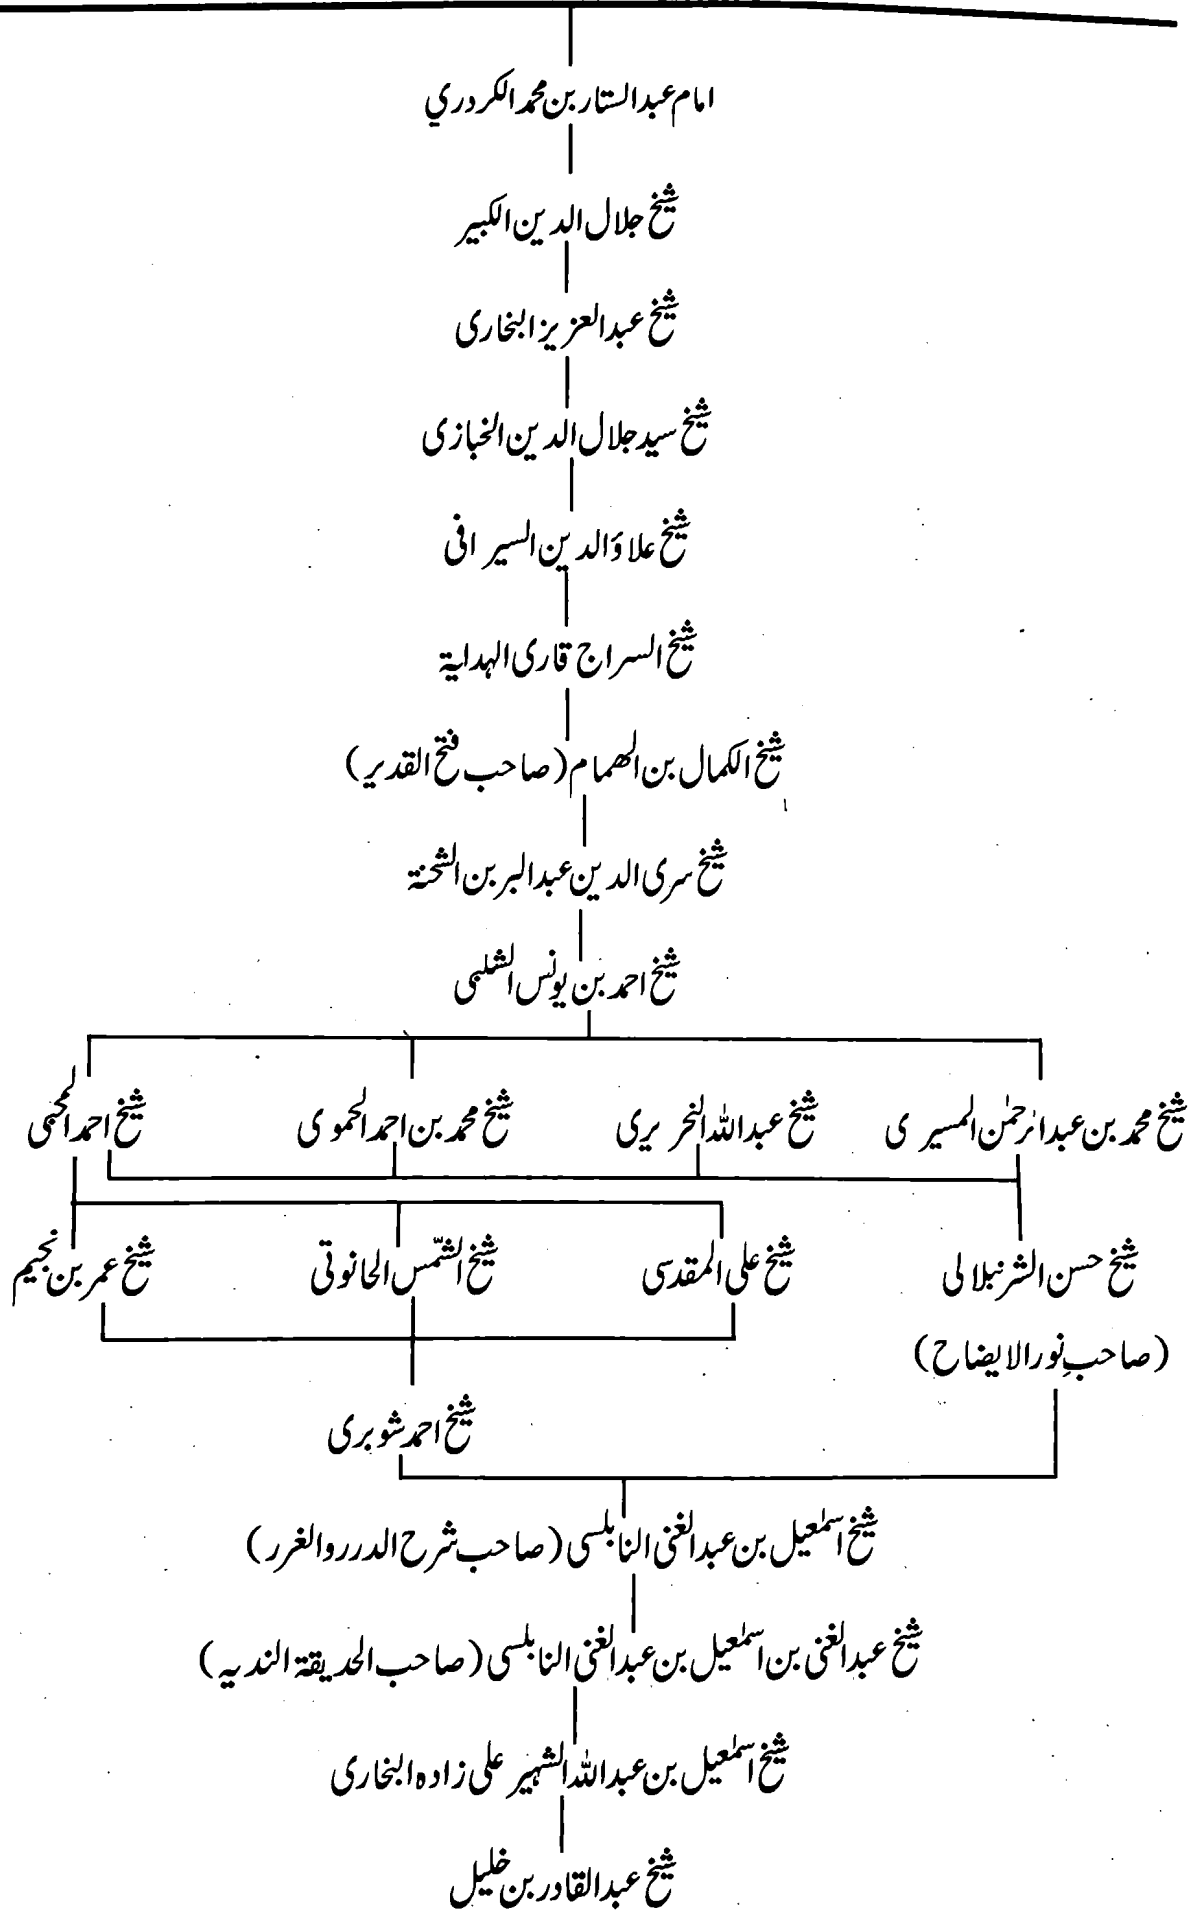 امام عبدالستار بن محمد الکردري
شیخ جلال الدین الکبیر
شیخ عبدالعزیز البخاری
شیخ سید جلال الدین الخبازی
شیخ علاؤالدین السیرافی
شیخ السراج قاری الہدایۃ
شیخ الکمال بن الھمام (صاحب فتح القدیر)
شیخ سری الدین عبدالبر بن الشحنۃ
شیخ احمد بن یونس الشلبی
شیخ محمد بن عبدالرحمٰن المسیری شیخ عبداللہ النحریری شیخ محمد بن احمد الحموی شیخ احمد المحبی
شیخ حسن الشرنبلالی شیخ علی المقدسی شیخ الشّمس الحانوتی شیخ عمر بن نجیم
(صاحبِ نور الایضاح)
شیخ احمد شوبری
شیخ اسمٰعیل بن عبدالغنی النابلسی (صاحب شرح الدرر والغرر)
شیخ عبدالغنی بن اسمٰعیل بن عبدالغنی النابلسی (صاحب الحدیقۃ الندیہ)
شیخ اسمٰعیل بن عبداللہ الشہیر علی زادہ البخاری
شیخ عبدالقادر بن خلیل